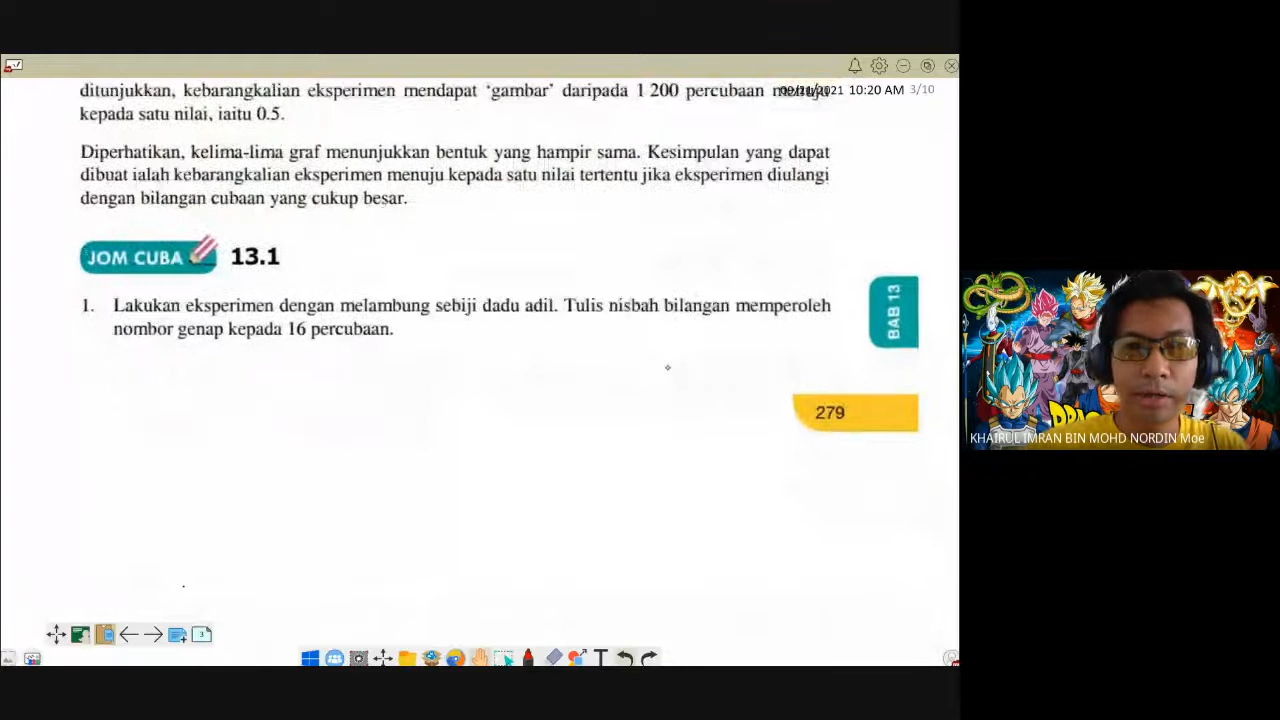 ditunjukkan, kebarangkalian eksperimen mendapat ‘gambar’ daripada 1 200 percubaan
09/11/2021 10:20 AM 3/10
kepada satu nilai, iaitu 0.5.
Diperhatikan, kelima-lima graf menunjukkan bentuk yang hampir sama. Kesimpulan yang dapat
dibuat ialah kebarangkalian eksperimen menuju kepada satu nilai tertentu jika eksperimen diulangi
dengan bilangan cubaan yang cukup besar.
JOM CUBA 13.1
1. Lakukan eksperimen dengan melambung sebiji dadu adil. Tulis nisbah bilangan memperoleh
nombor genap kepada 16 percubaan.
BAB 13
279
KHAIRUL IMRAN BIN MOHD NORDIN Moe
3
T